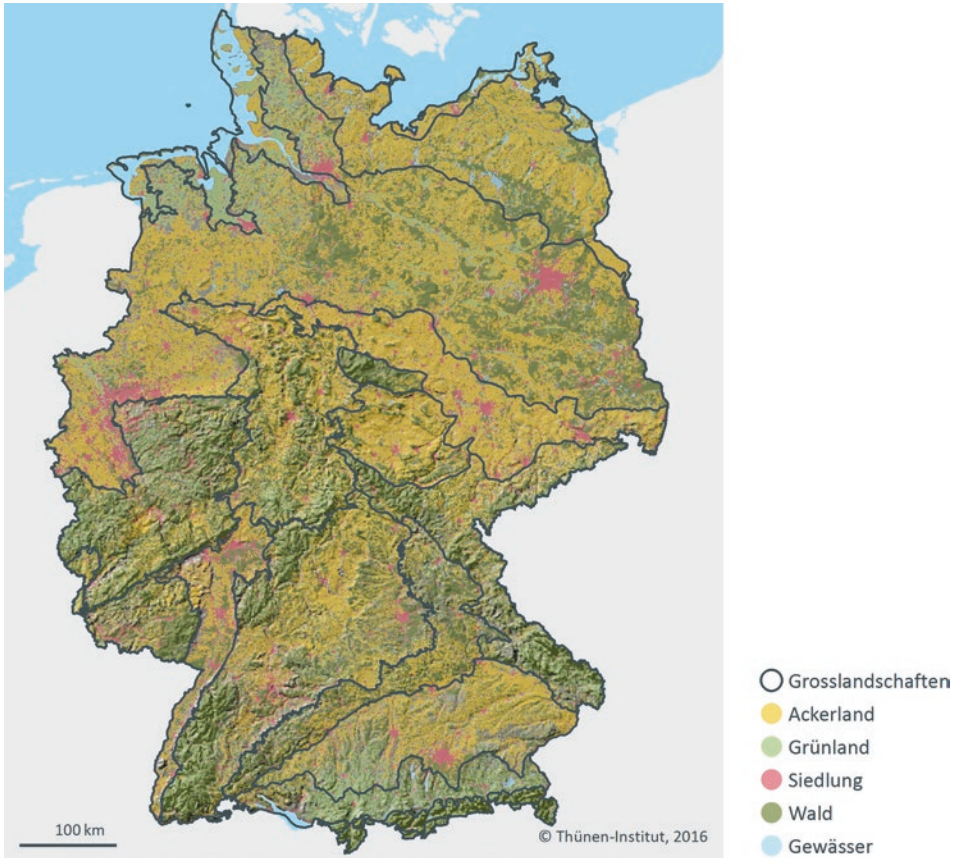 Grosslandschaften
Ackerland
Grünland
Siedlung
Wald
Gewässer
100 km
© Thünen-Institut, 2016